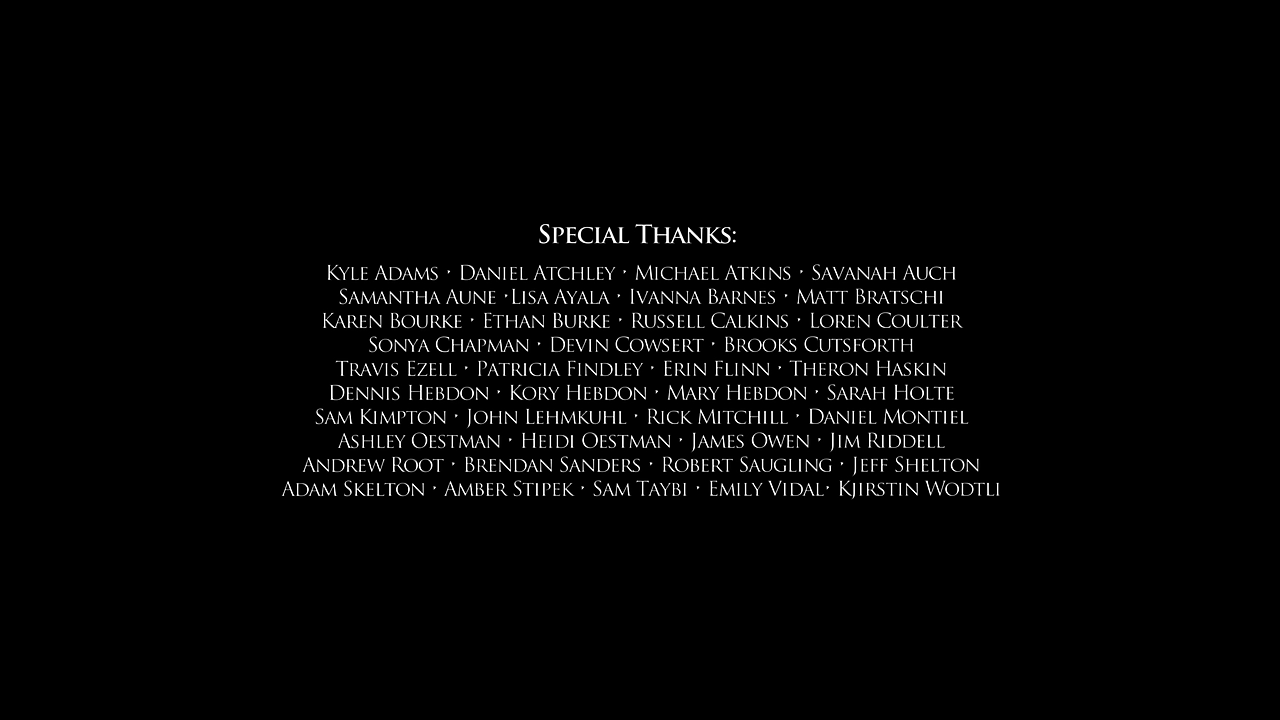 Special Thanks:
Kyle Adams · Daniel Atchley · Michael Atkins · Savanah Auch
Samantha Aune ·Lisa Ayala · Ivanna Barnes · Matt Bratschi
Karen Bourke · Ethan Burke · Russell Calkins · Loren Coulter
Sonya Chapman · Devin Cowsert · Brooks Cutsforth
Travis Ezell · Patricia Findley · Erin Flinn · Theron Haskin
Dennis Hebdon · Kory Hebdon · Mary Hebdon · Sarah Holte
Sam Kimpton · John Lehmkuhl · Rick Mitchill · Daniel Montiel
Ashley Oestman · Heidi Oestman · James Owen · Jim Riddell
Andrew Root · Brendan Sanders · Robert Saugling · Jeff Shelton
Adam Skelton · Amber Stipek · Sam Taybi · Emily Vidal· Kjirstin Wodtli